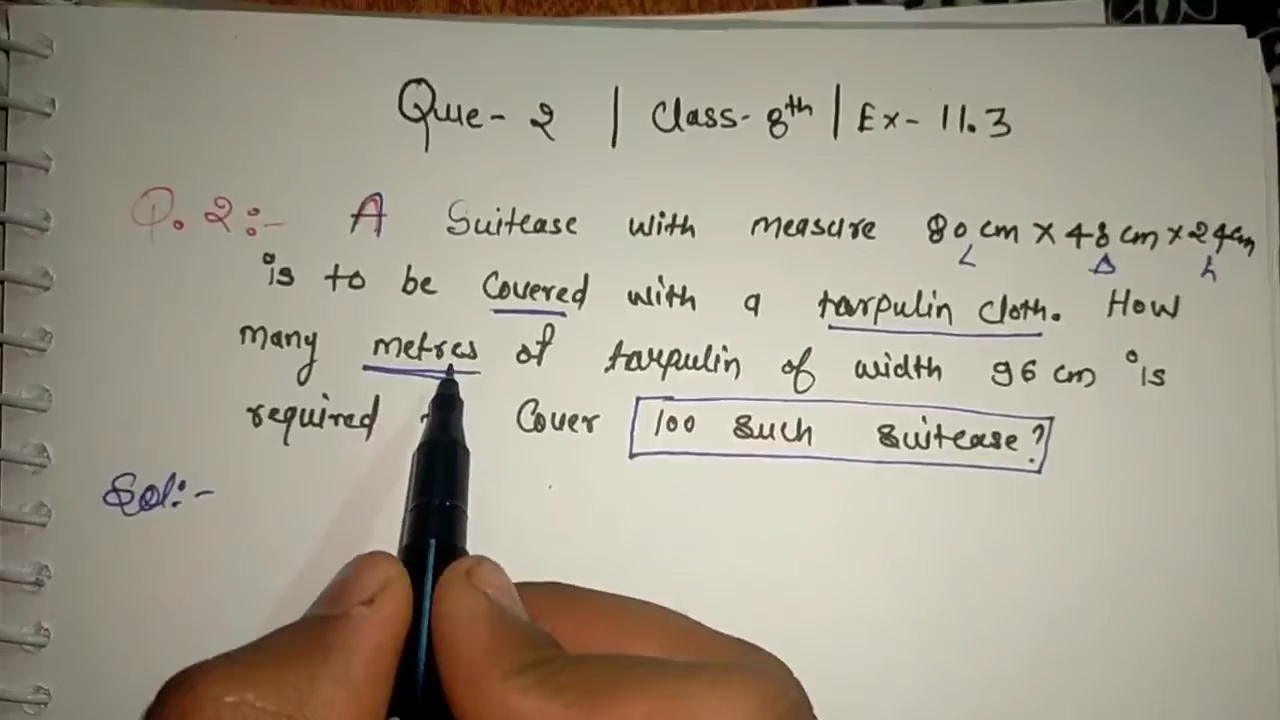 Que- 2 | Class- 8th | Ex- 11.3
Q. 2:- A Suitcase with measure 80 cm x 48 cm x 24cm
L b h
is to be Covered with a tarpulin cloth. How
many metres of tarpulin of width 96 cm is
required Cover 100 Such Suitcase?
Sol:-